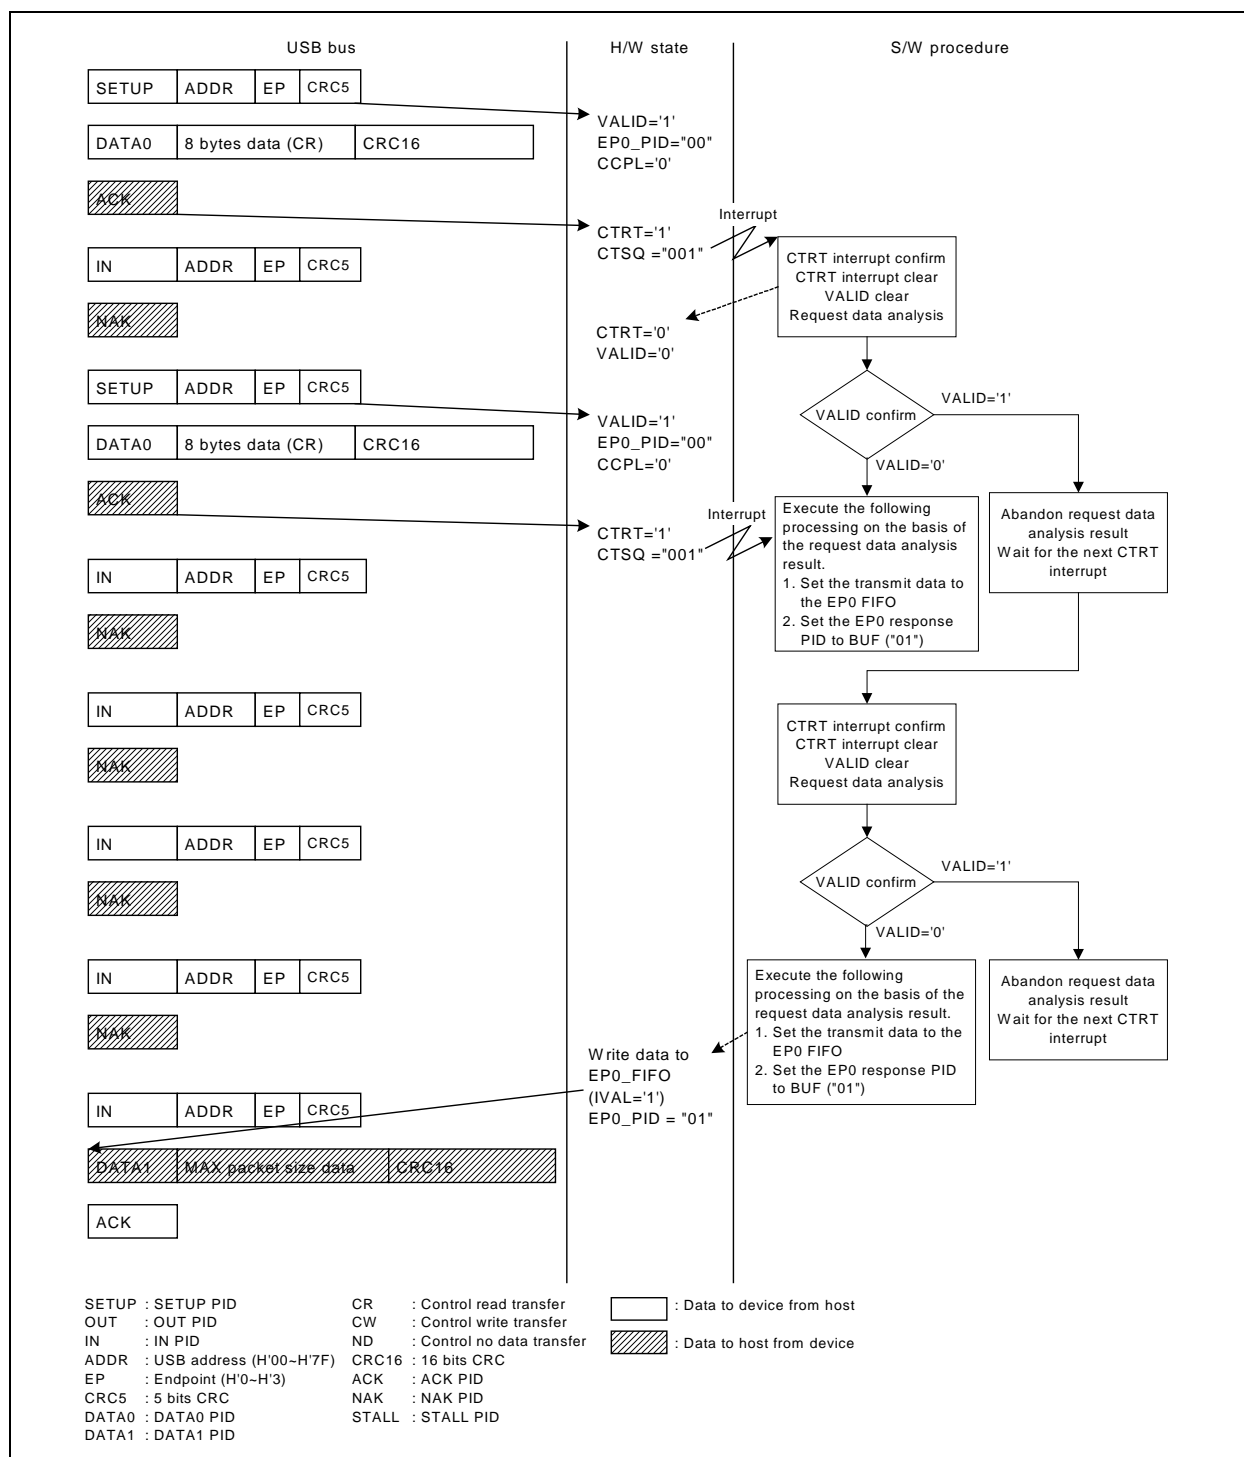 USB bus
H/W state
S/W procedure
SETUP ADDR EP CRC5
VALID='1'
EP0_PID="00"
CCPL='0'
DATA0 8 bytes data (CR) CRC16
ACK
Interrupt
CTRT='1'
CTSQ ="001"
IN ADDR EP CRC5
CTRT interrupt confirm
CTRT interrupt clear
VALID clear
Request data analysis
NAK
CTRT='0'
VALID='0'
SETUP ADDR EP CRC5
VALID='1'
EP0_PID="00"
CCPL='0'
VALID confirm
VALID='1'
VALID='0'
DATA0 8 bytes data (CR) CRC16
ACK
Interrupt
CTRT='1'
CTSQ ="001"
Execute the following
processing on the basis of
the request data analysis
result.
1. Set the transmit data to
the EP0 FIFO
2. Set the EP0 response
PID to BUF ("01")
Abandon request data
analysis result
Wait for the next CTRT
interrupt
IN ADDR EP CRC5
NAK
IN ADDR EP CRC5
NAK
CTRT interrupt confirm
CTRT interrupt clear
VALID clear
Request data analysis
IN ADDR EP CRC5
NAK
VALID confirm
VALID='1'
VALID='0'
IN ADDR EP CRC5
NAK
Execute the following
processing on the basis of the
request data analysis result.
1. Set the transmit data to the
EP0 FIFO
2. Set the EP0 response PID
to BUF ("01")
Abandon request data
analysis result
Wait for the next CTRT
interrupt
Write data to
EP0_FIFO
(IVAL='1')
EP0_PID = "01"
IN ADDR EP CRC5
DATA1 MAX packet size data CRC16
ACK
SETUP : SETUP PID
OUT : OUT PID
IN : IN PID
ADDR : USB address (H'00~H'7F)
EP : Endpoint (H'0~H'3)
CRC5 : 5 bits CRC
DATA0 : DATA0 PID
DATA1 : DATA1 PID
CR : Control read transfer
CW : Control write transfer
ND : Control no data transfer
CRC16 : 16 bits CRC
ACK : ACK PID
NAK : NAK PID
STALL : STALL PID
: Data to device from host
: Data to host from device